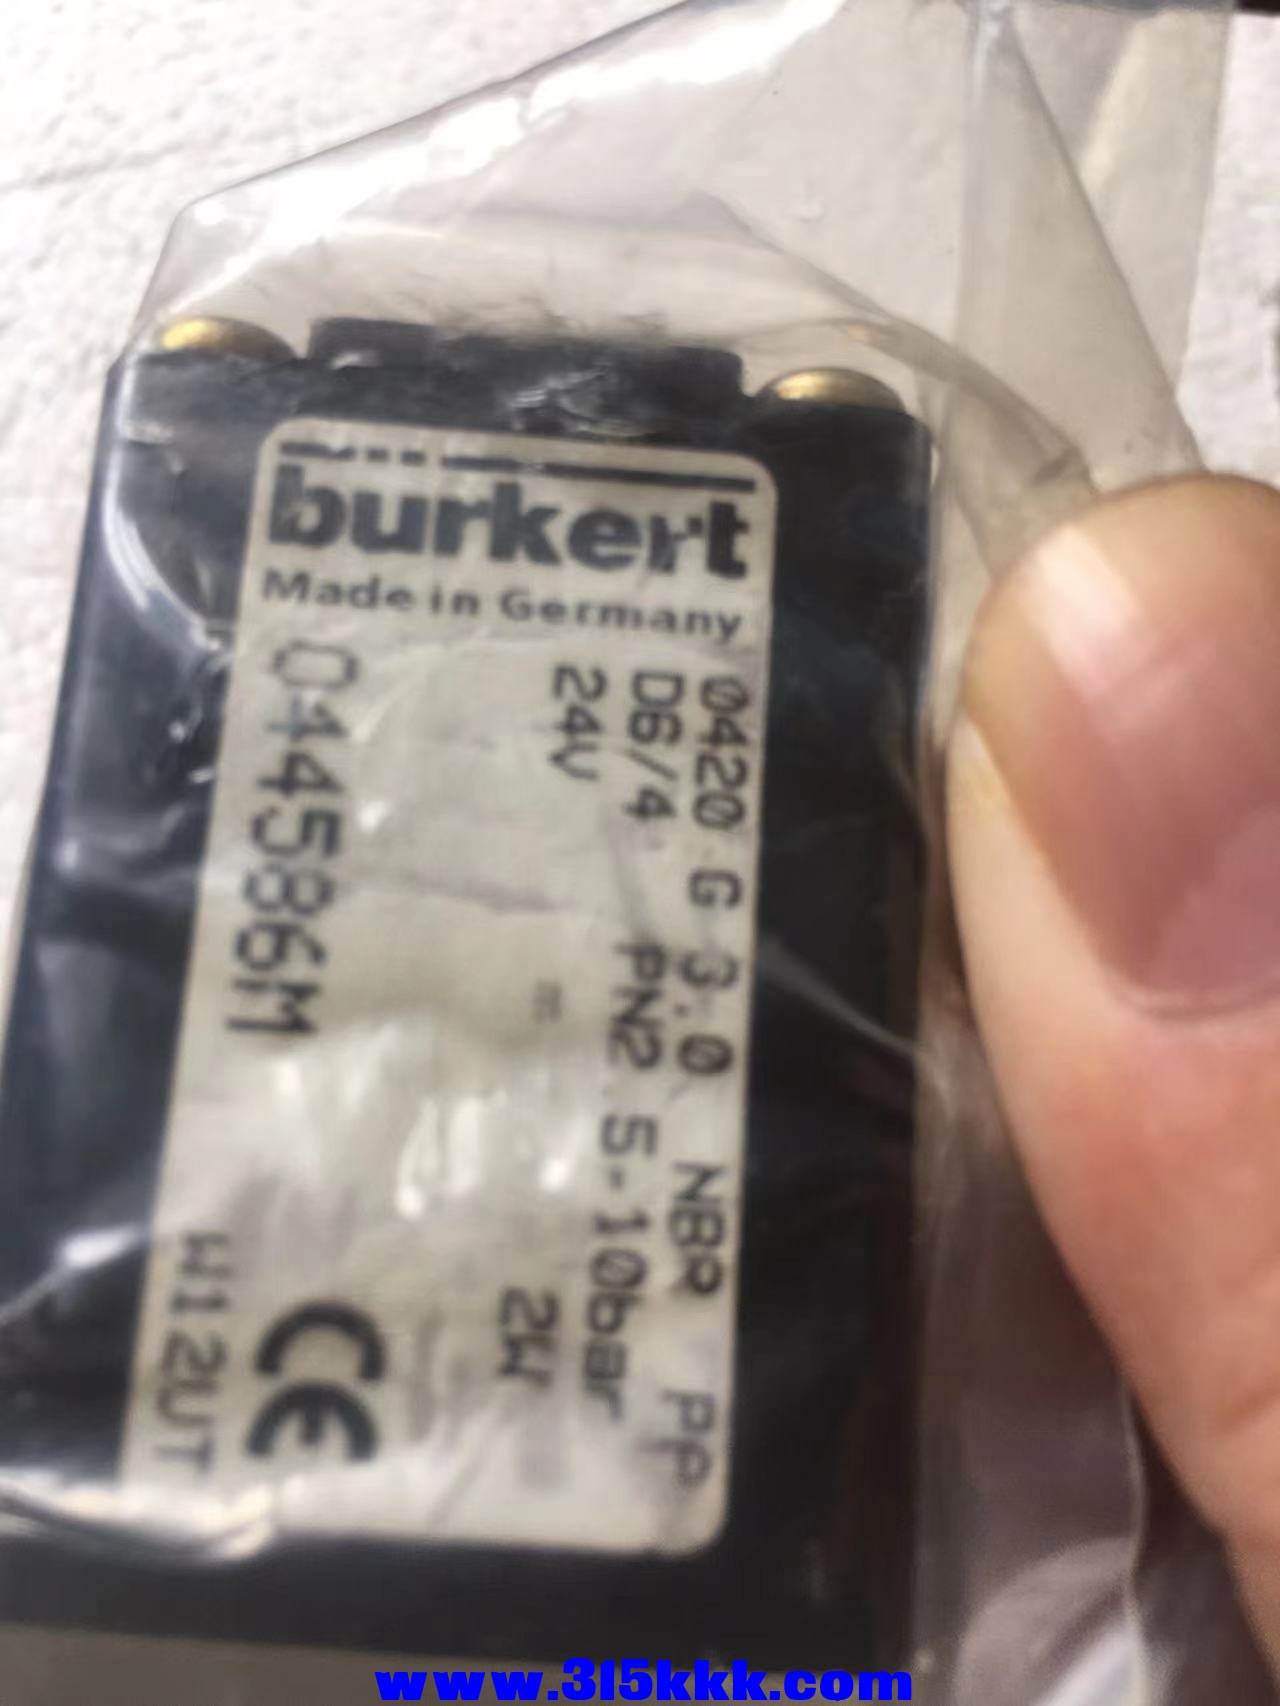 burkert
Made in Germany
0420 G 3.0 NBR PP
D6/4 PN2.5-10bar
24V 2W
044586M
CE
W12UT
www.315kkk.com